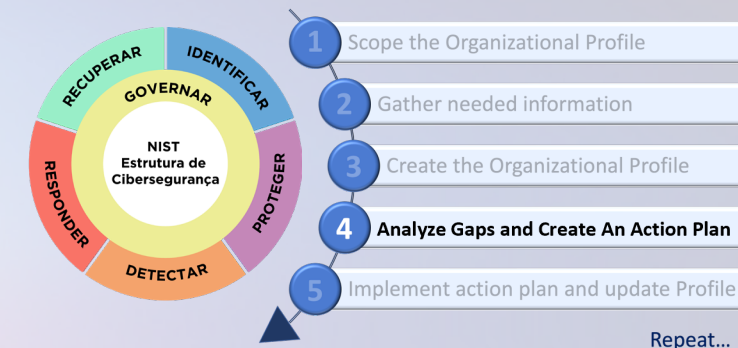 RECUPERAR
IDENTIFICAR
GOVERNAR
NIST
Estrutura de
Cibersegurança
RESPONDER
PROTEGER
DETECTAR
1 Scope the Organizational Profile
2 Gather needed information
3 Create the Organizational Profile
4 Analyze Gaps and Create An Action Plan
5 Implement action plan and update Profile
Repeat...